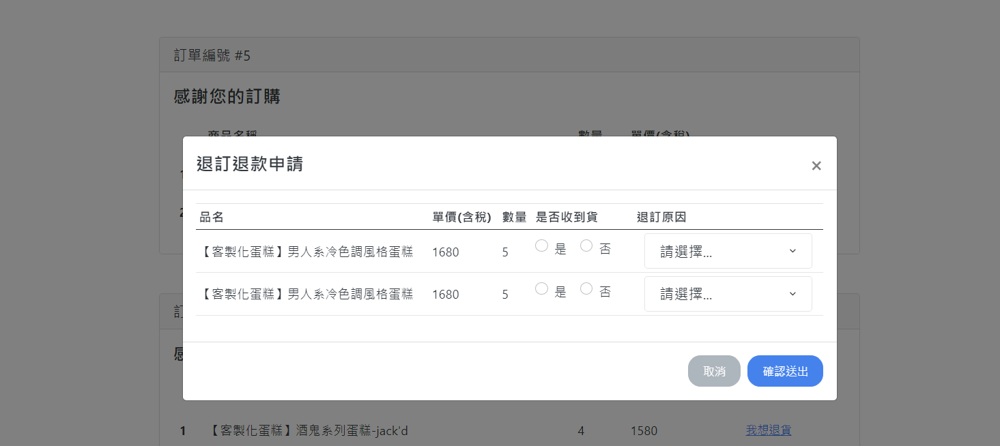 訂單編號 #5
感謝您的訂購
商品名稱 數量 單價(含稅)
退訂退款申請 ×
品名 單價(含稅) 數量 是否收到貨 退訂原因
【客製化蛋糕】男人系冷色調風格蛋糕 1680 5 是 否 請選擇...
【客製化蛋糕】男人系冷色調風格蛋糕 1680 5 是 否 請選擇...
取消 確認送出
1 【客製化蛋糕】酒鬼系列蛋糕-jack'd 4 1580 我想退貨